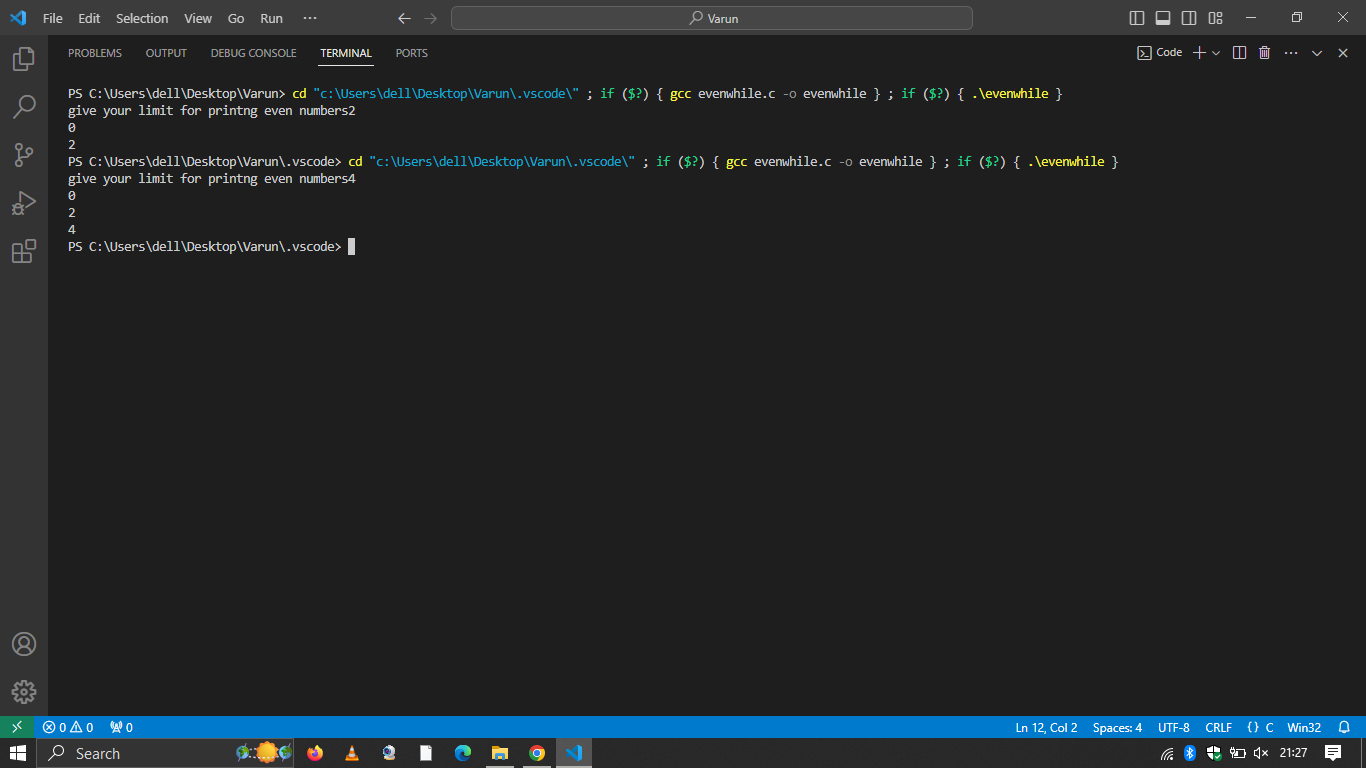 File Edit Selection View Go Run ··· Varun
PROBLEMS OUTPUT DEBUG CONSOLE TERMINAL PORTS Code
PS C:\Users\dell\Desktop\Varun> cd "c:\Users\dell\Desktop\Varun\.vscode\" ; if ($?) { gcc evenwhile.c -o evenwhile } ; if ($?) { .\evenwhile }
give your limit for printng even numbers2
0
2
PS C:\Users\dell\Desktop\Varun\.vscode> cd "c:\Users\dell\Desktop\Varun\.vscode\" ; if ($?) { gcc evenwhile.c -o evenwhile } ; if ($?) { .\evenwhile }
give your limit for printng even numbers4
0
2
4
PS C:\Users\dell\Desktop\Varun\.vscode>
0 0 0 Ln 12, Col 2 Spaces: 4 UTF-8 CRLF {} C Win32
Search 21:27